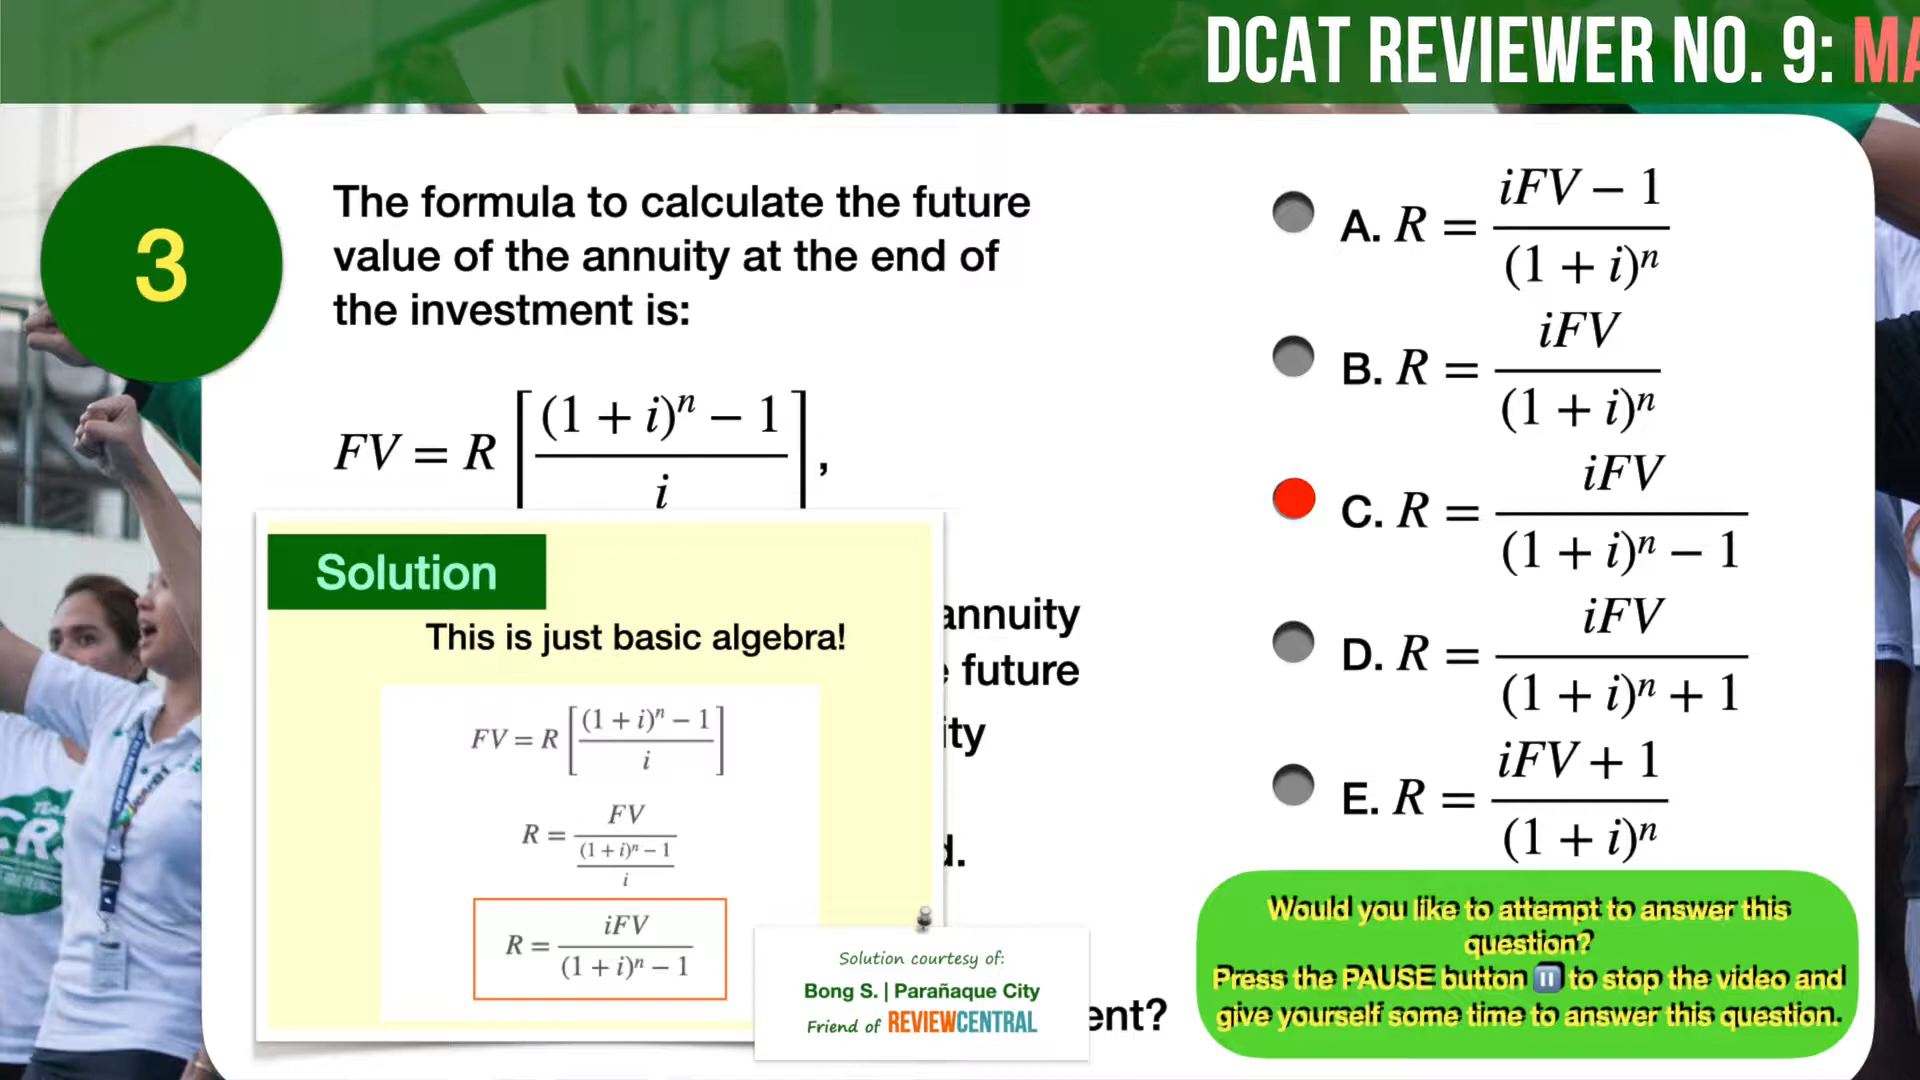 DCAT REVIEWER NO. 9: MA
3
The formula to calculate the future
value of the annuity at the end of
the investment is:
FV = R [ ((1 + i)^n − 1) / i ] ,
annuity
future
d.
ent?
Solution
This is just basic algebra!
FV = R [ ((1 + i)^n − 1) / i ]
R = FV / (((1 + i)^n − 1) / i)
R = iFV / ((1 + i)^n − 1)
Solution courtesy of:
Bong S. | Parañaque City
Friend of REVIEWCENTRAL
A. R = (iFV − 1) / (1 + i)^n
B. R = iFV / (1 + i)^n
C. R = iFV / ((1 + i)^n − 1)
D. R = iFV / ((1 + i)^n + 1)
E. R = (iFV + 1) / (1 + i)^n
Would you like to attempt to answer this
question?
Press the PAUSE button ⏸ to stop the video and
give yourself some time to answer this question.